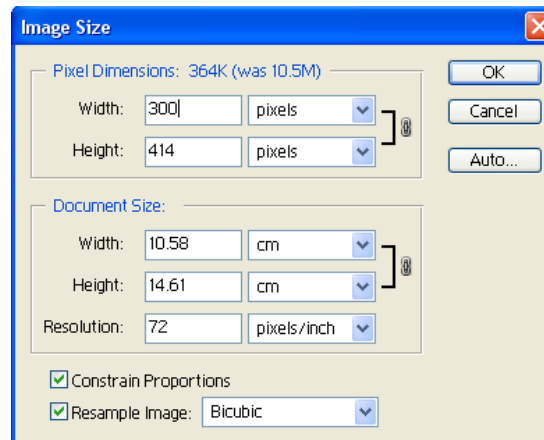 Image Size
Pixel Dimensions: 364K (was 10.5M)
OK
Width: 300 pixels
Cancel
Height: 414 pixels
Auto...
Document Size:
Width: 10.58 cm
Height: 14.61 cm
Resolution: 72 pixels/inch
Constrain Proportions
Resample Image: Bicubic